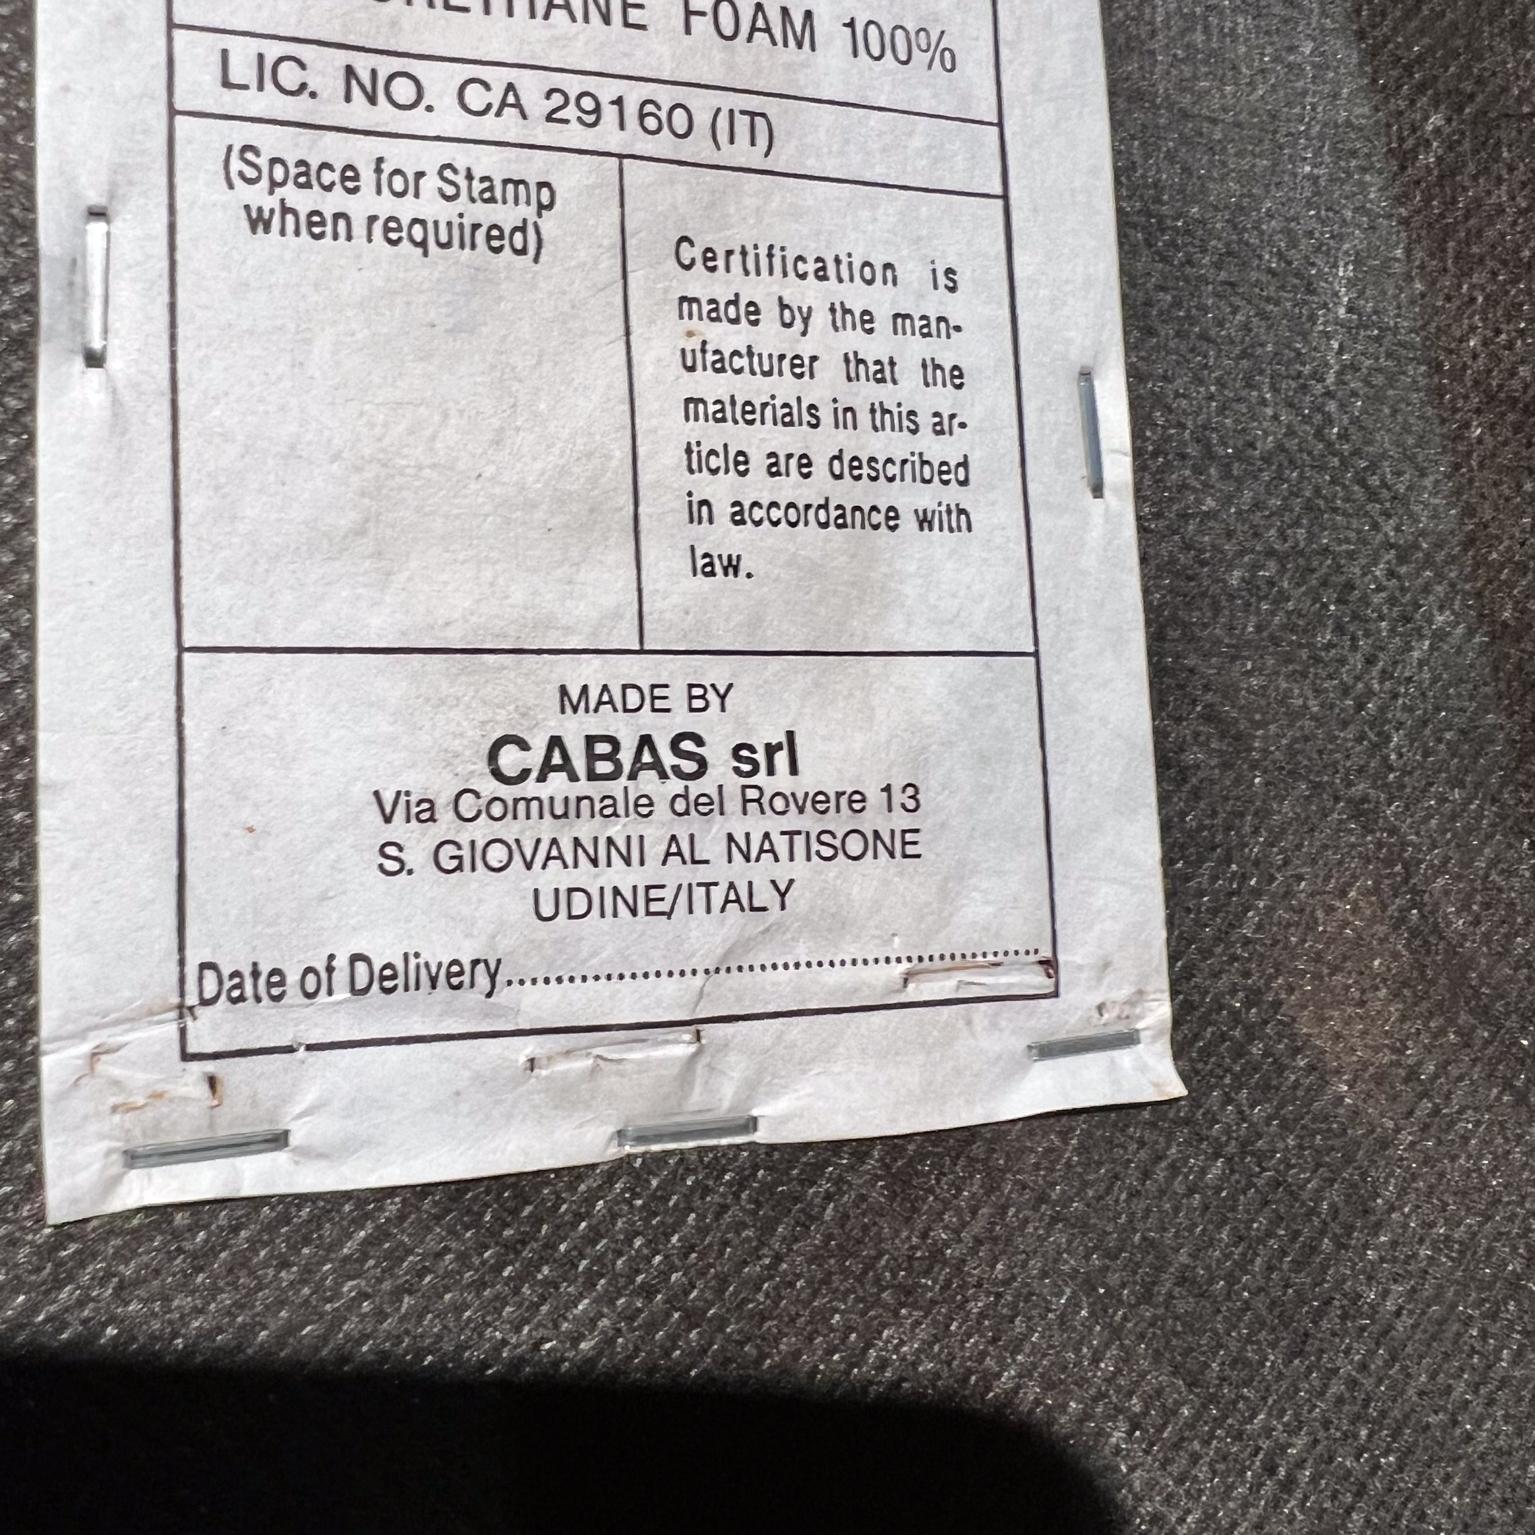 URETHANE FOAM 100%
LIC. NO. CA 29160 (IT)
(Space for Stamp
when required)
Certification is
made by the man-
ufacturer that the
materials in this ar-
ticle are described
in accordance with
law.
MADE BY
CABAS srl
Via Comunale del Rovere 13
S. GIOVANNI AL NATISONE
UDINE/ITALY
Date of Delivery..........................................